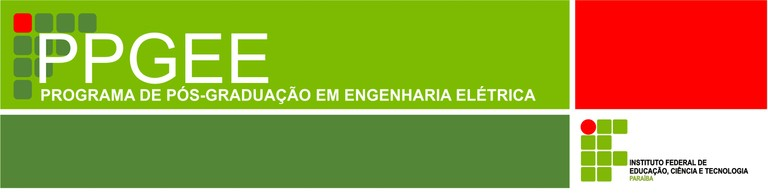 PPGEE
PROGRAMA DE PÓS-GRADUAÇÃO EM ENGENHARIA ELÉTRICA
INSTITUTO FEDERAL DE
EDUCAÇÃO, CIÊNCIA E TECNOLOGIA
PARAÍBA